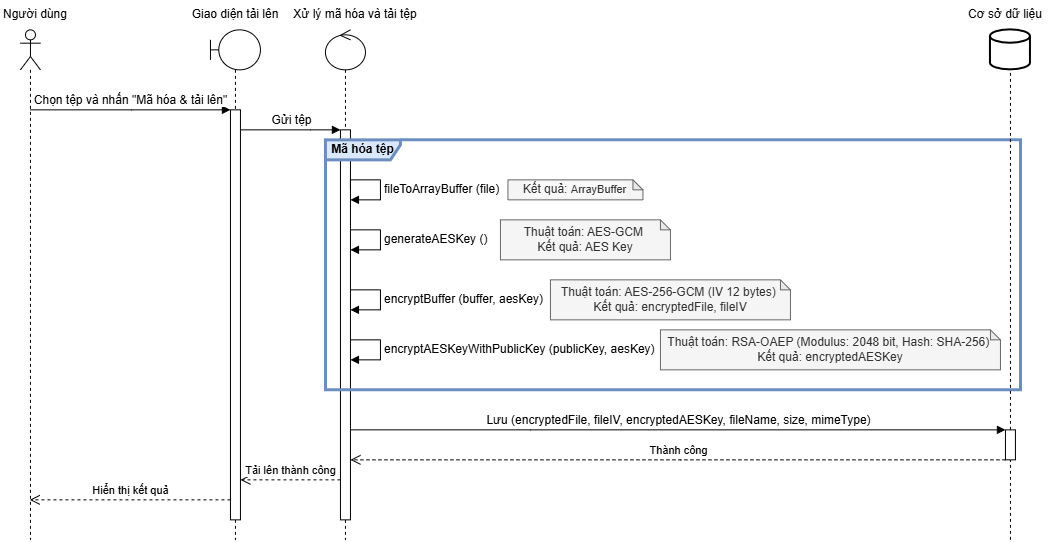 Người dùng
Giao diện tải lên
Xử lý mã hóa và tải tệp
Cơ sở dữ liệu
Chọn tệp và nhấn "Mã hóa & tải lên"
Gửi tệp
Mã hóa tệp
fileToArrayBuffer (file)
Kết quả: ArrayBuffer
generateAESKey ()
Thuật toán: AES-GCM
Kết quả: AES Key
encryptBuffer (buffer, aesKey)
Thuật toán: AES-256-GCM (IV 12 bytes)
Kết quả: encryptedFile, fileIV
encryptAESKeyWithPublicKey (publicKey, aesKey)
Thuật toán: RSA-OAEP (Modulus: 2048 bit, Hash: SHA-256)
Kết quả: encryptedAESKey
Lưu (encryptedFile, fileIV, encryptedAESKey, fileName, size, mimeType)
Thành công
Tải lên thành công
Hiển thị kết quả